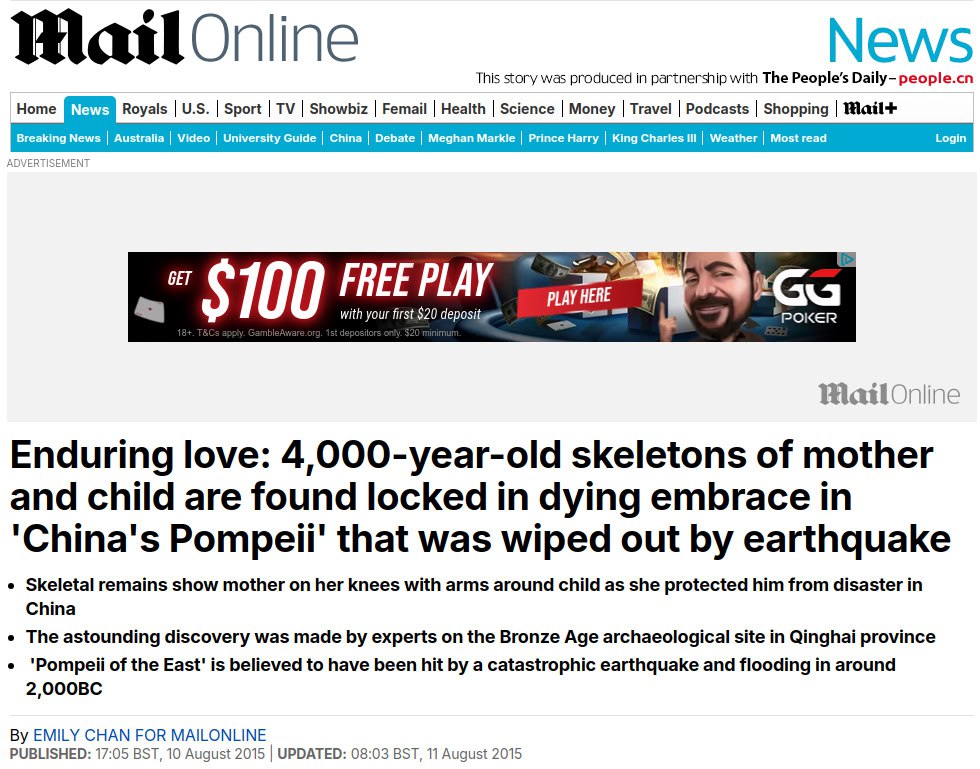 Mail Online
News
This story was produced in partnership with The People's Daily – people.cn
Home News Royals U.S. Sport TV Showbiz Femail Health Science Money Travel Podcasts Shopping Mail+
Breaking News Australia Video University Guide China Debate Meghan Markle Prince Harry King Charles III Weather Most read Login
ADVERTISEMENT
GET $100 FREE PLAY
with your first $20 deposit
18+. T&Cs apply. GambleAware.org. 1st depositors only. $20 minimum.
PLAY HERE
GG
POKER
Mail Online
Enduring love: 4,000-year-old skeletons of mother
and child are found locked in dying embrace in
'China's Pompeii' that was wiped out by earthquake
• Skeletal remains show mother on her knees with arms around child as she protected him from disaster in
China
• The astounding discovery was made by experts on the Bronze Age archaeological site in Qinghai province
• 'Pompeii of the East' is believed to have been hit by a catastrophic earthquake and flooding in around
2,000BC
By EMILY CHAN FOR MAILONLINE
PUBLISHED: 17:05 BST, 10 August 2015 | UPDATED: 08:03 BST, 11 August 2015